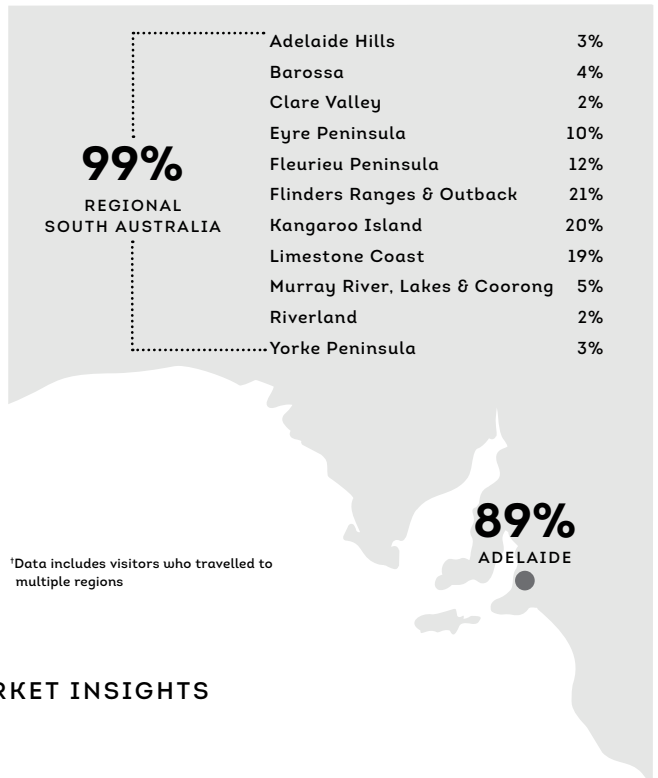 Adelaide Hills 3%
Barossa 4%
Clare Valley 2%
Eyre Peninsula 10%
Fleurieu Peninsula 12%
Flinders Ranges & Outback 21%
Kangaroo Island 20%
Limestone Coast 19%
Murray River, Lakes & Coorong 5%
Riverland 2%
Yorke Peninsula 3%
99%
REGIONAL
SOUTH AUSTRALIA
89%
ADELAIDE
†Data includes visitors who travelled to
multiple regions
RKET INSIGHTS